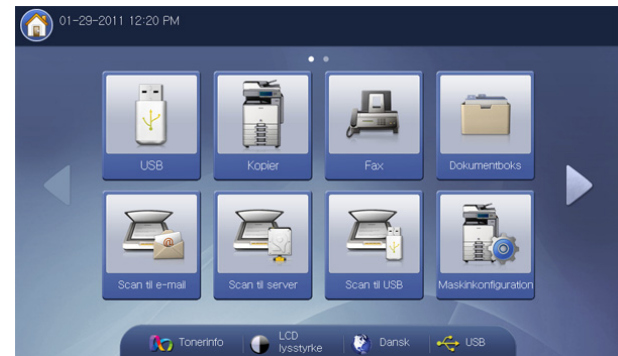 01-29-2011 12:20 PM
USB
Kopier
Fax
Dokumentboks
Scan til e-mail
Scan til server
Scan til USB
Maskinkonfiguration
Tonerinfo
LCD
lysstyrke
Dansk
USB